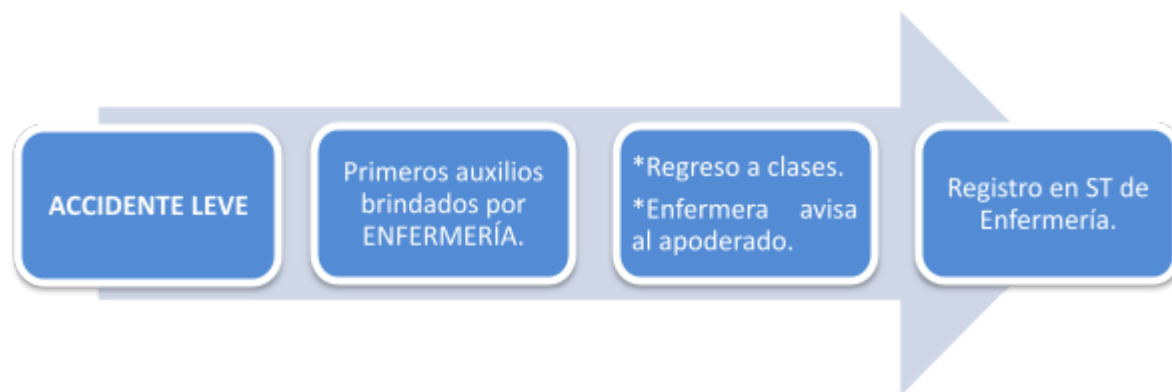 ACCIDENTE LEVE
Primeros auxilios
brindados por
ENFERMERÍA.
*Regreso a clases.
*Enfermera avisa
al apoderado.
Registro en ST de
Enfermería.